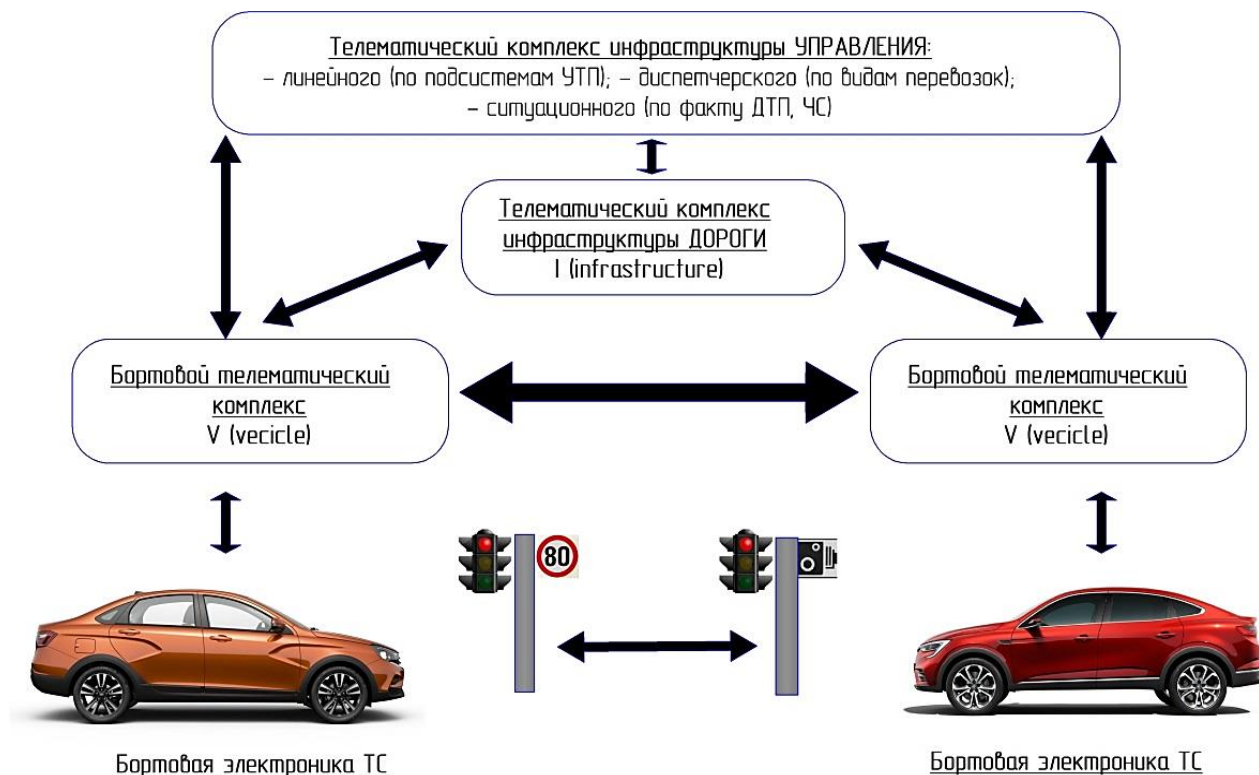 Телематический комплекс инфраструктуры УПРАВЛЕНИЯ:
– линейного (по подсистемам УТП); – диспетчерского (по видам перевозок);
– ситуационного (по факту ДТП, ЧС)
Телематический комплекс
инфраструктуры ДОРОГИ
I (infrastructure)
Бортовой телематический
комплекс
V (vecicle)
Бортовой телематический
комплекс
V (vecicle)
80
Бортовая электроника ТС
Бортовая электроника ТС